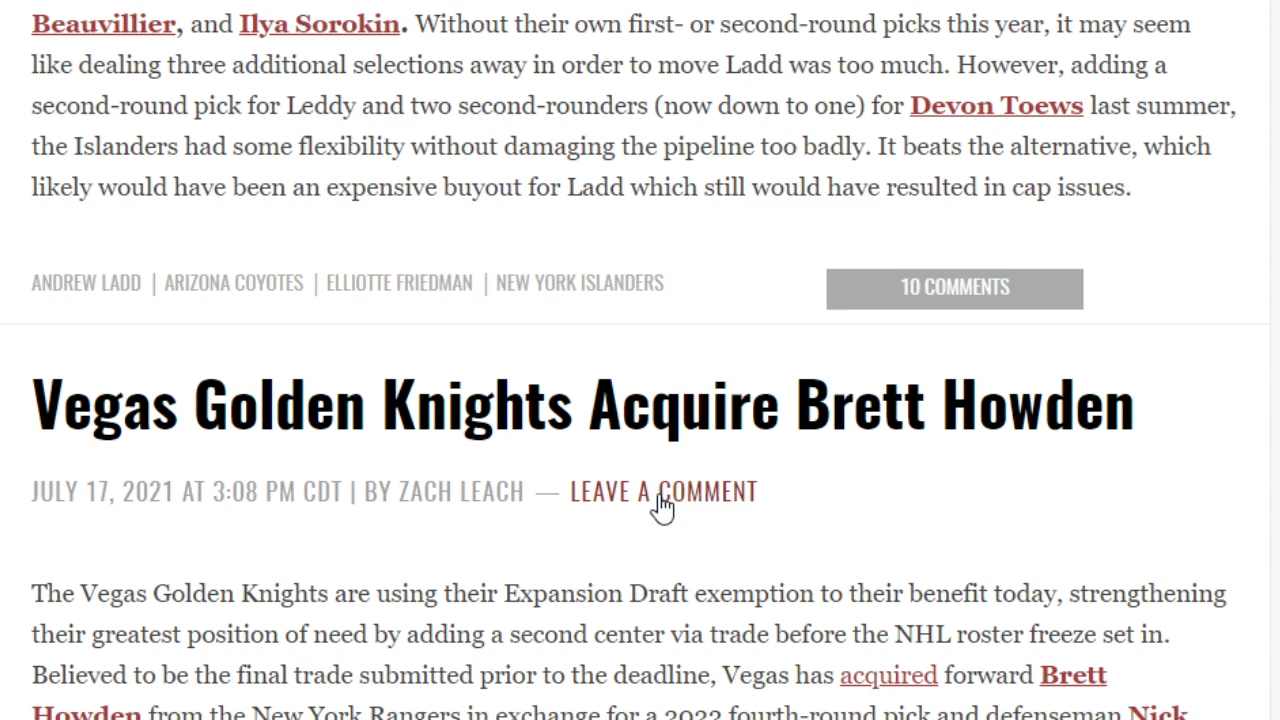 Beauvillier, and Ilya Sorokin. Without their own first- or second-round picks this year, it may seem
like dealing three additional selections away in order to move Ladd was too much. However, adding a
second-round pick for Leddy and two second-rounders (now down to one) for Devon Toews last summer,
the Islanders had some flexibility without damaging the pipeline too badly. It beats the alternative, which
likely would have been an expensive buyout for Ladd which still would have resulted in cap issues.
ANDREW LADD | ARIZONA COYOTES | ELLIOTTE FRIEDMAN | NEW YORK ISLANDERS
10 COMMENTS
Vegas Golden Knights Acquire Brett Howden
JULY 17, 2021 AT 3:08 PM CDT | BY ZACH LEACH — LEAVE A COMMENT
The Vegas Golden Knights are using their Expansion Draft exemption to their benefit today, strengthening
their greatest position of need by adding a second center via trade before the NHL roster freeze set in.
Believed to be the final trade submitted prior to the deadline, Vegas has acquired forward Brett
Howden from the New York Rangers in exchange for a 2022 fourth-round pick and defenseman Nick